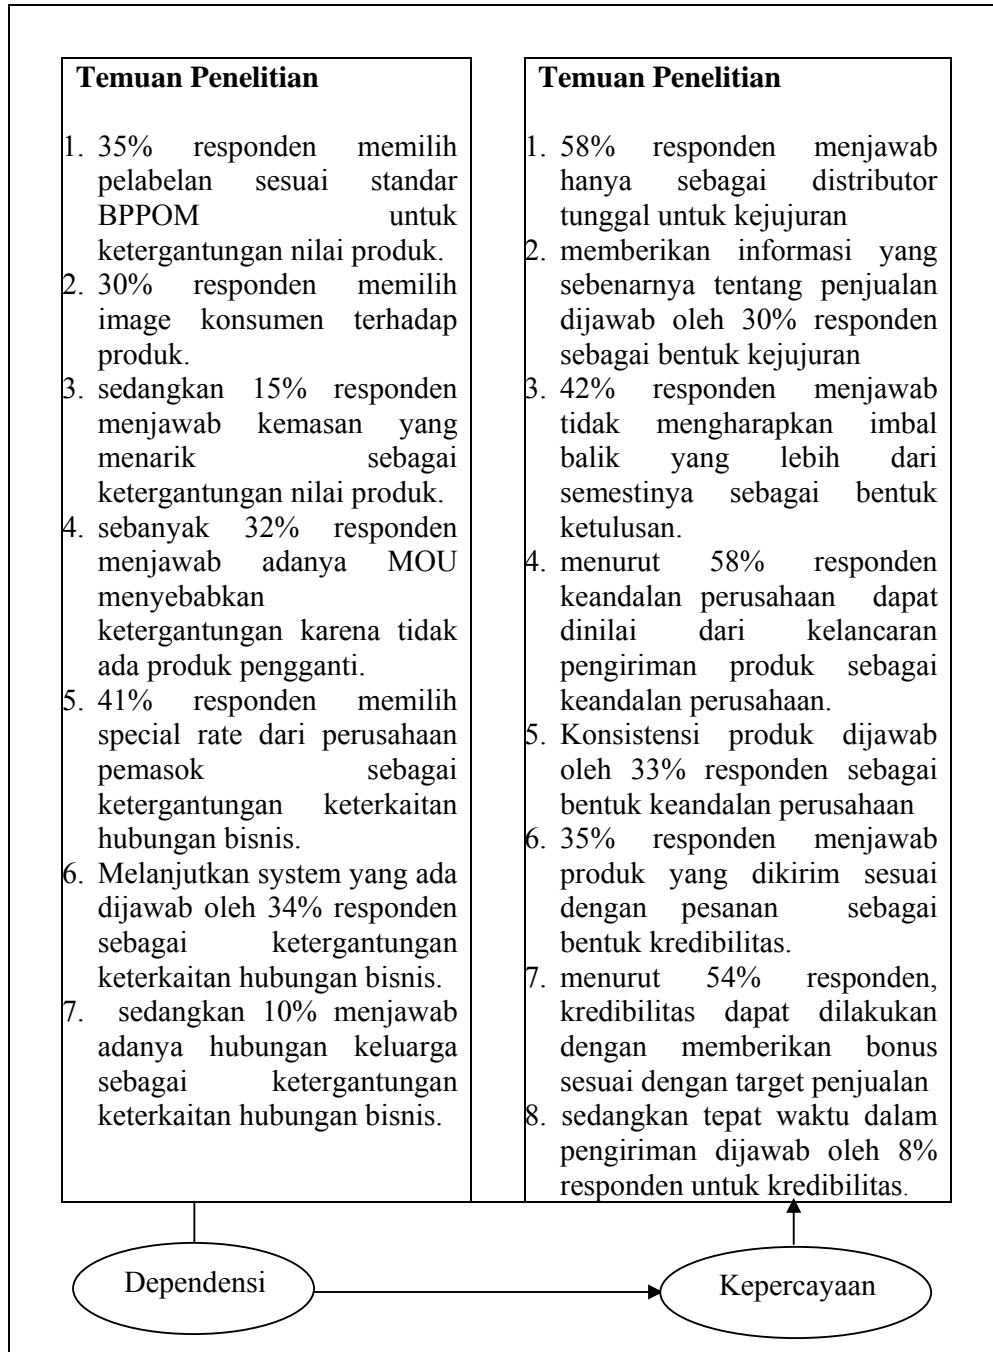 Temuan Penelitian
1. 35% responden memilih
pelabelan sesuai standar
BPPOM untuk
ketergantungan nilai produk.
2. 30% responden memilih
image konsumen terhadap
produk.
3. sedangkan 15% responden
menjawab kemasan yang
menarik sebagai
ketergantungan nilai produk.
4. sebanyak 32% responden
menjawab adanya MOU
menyebabkan
ketergantungan karena tidak
ada produk pengganti.
5. 41% responden memilih
special rate dari perusahaan
pemasok sebagai
ketergantungan keterkaitan
hubungan bisnis.
6. Melanjutkan system yang ada
dijawab oleh 34% responden
sebagai ketergantungan
keterkaitan hubungan bisnis.
7. sedangkan 10% menjawab
adanya hubungan keluarga
sebagai ketergantungan
keterkaitan hubungan bisnis.
Temuan Penelitian
1. 58% responden menjawab
hanya sebagai distributor
tunggal untuk kejujuran
2. memberikan informasi yang
sebenarnya tentang penjualan
dijawab oleh 30% responden
sebagai bentuk kejujuran
3. 42% responden menjawab
tidak mengharapkan imbal
balik yang lebih dari
semestinya sebagai bentuk
ketulusan.
4. menurut 58% responden
keandalan perusahaan dapat
dinilai dari kelancaran
pengiriman produk sebagai
keandalan perusahaan.
5. Konsistensi produk dijawab
oleh 33% responden sebagai
bentuk keandalan perusahaan
6. 35% responden menjawab
produk yang dikirim sesuai
dengan pesanan sebagai
bentuk kredibilitas.
7. menurut 54% responden,
kredibilitas dapat dilakukan
dengan memberikan bonus
sesuai dengan target penjualan
8. sedangkan tepat waktu dalam
pengiriman dijawab oleh 8%
responden untuk kredibilitas.
Dependensi
Kepercayaan